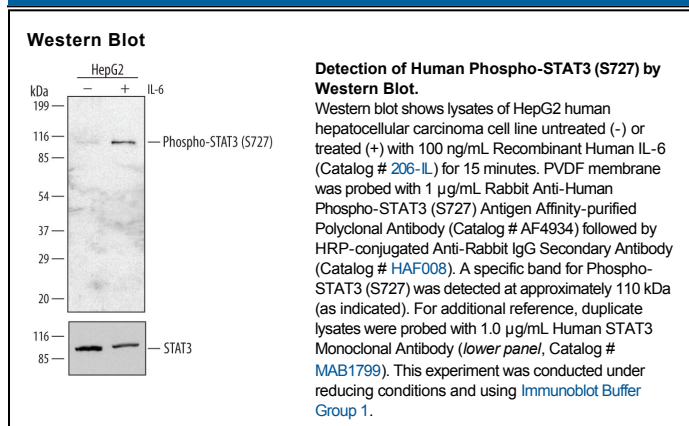 Western Blot
HepG2
kDa − + IL-6
199
116
Phospho-STAT3 (S727)
85
54
37
29
20
116
STAT3
85
Detection of Human Phospho-STAT3 (S727) by
Western Blot.
Western blot shows lysates of HepG2 human
hepatocellular carcinoma cell line untreated (-) or
treated (+) with 100 ng/mL Recombinant Human IL-6
(Catalog # 206-IL) for 15 minutes. PVDF membrane
was probed with 1 µg/mL Rabbit Anti-Human
Phospho-STAT3 (S727) Antigen Affinity-purified
Polyclonal Antibody (Catalog # AF4934) followed by
HRP-conjugated Anti-Rabbit IgG Secondary Antibody
(Catalog # HAF008). A specific band for Phospho-
STAT3 (S727) was detected at approximately 110 kDa
(as indicated). For additional reference, duplicate
lysates were probed with 1.0 µg/mL Human STAT3
Monoclonal Antibody (lower panel, Catalog #
MAB1799). This experiment was conducted under
reducing conditions and using Immunoblot Buffer
Group 1.